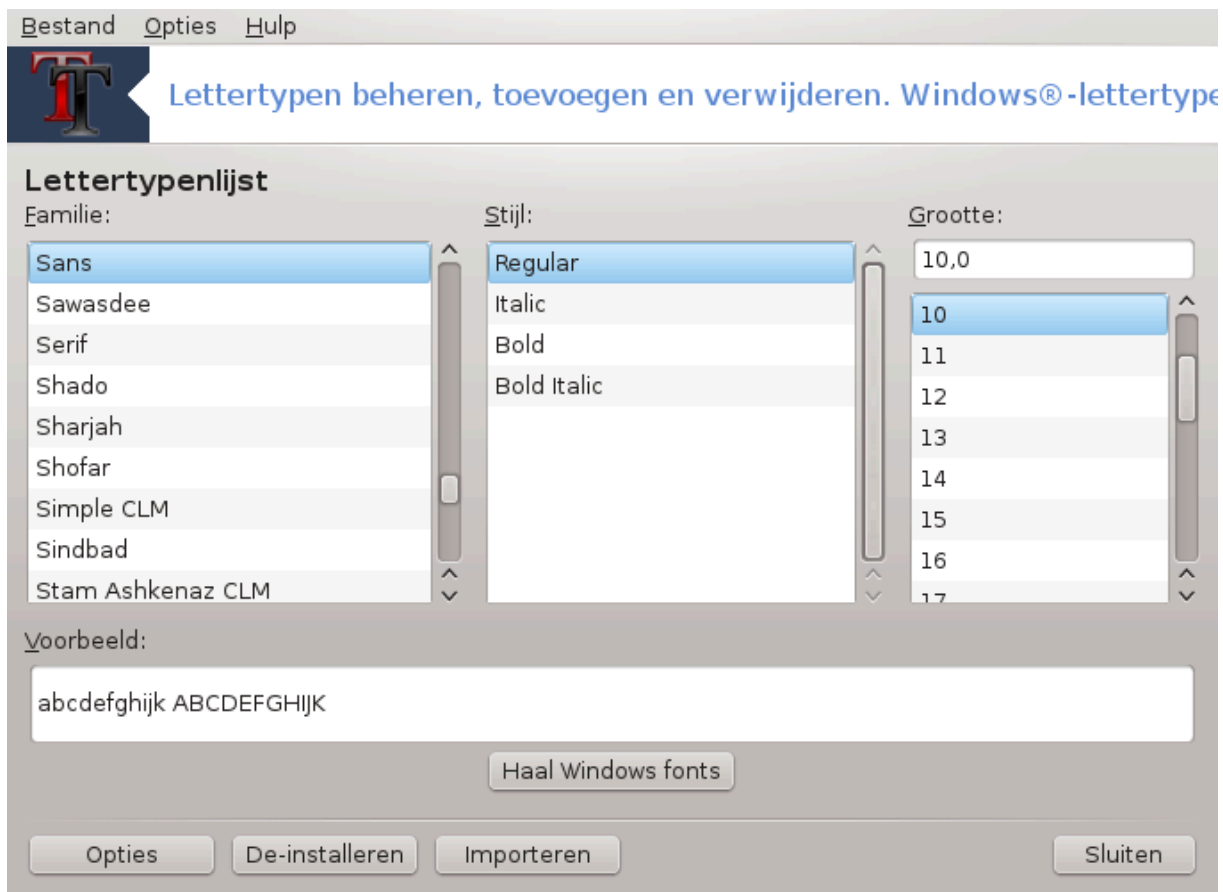 Bestand Opties Hulp
Lettertypen beheren, toevoegen en verwijderen. Windows®-lettertype
Lettertypenlijst
Familie:
Sans
Sawasdee
Serif
Shado
Sharjah
Shofar
Simple CLM
Sindbad
Stam Ashkenaz CLM
Stijl:
Regular
Italic
Bold
Bold Italic
Grootte:
10,0
10
11
12
13
14
15
16
17
Voorbeeld:
abcdefghijk ABCDEFGHIJK
Haal Windows fonts
Opties De-installeren Importeren Sluiten